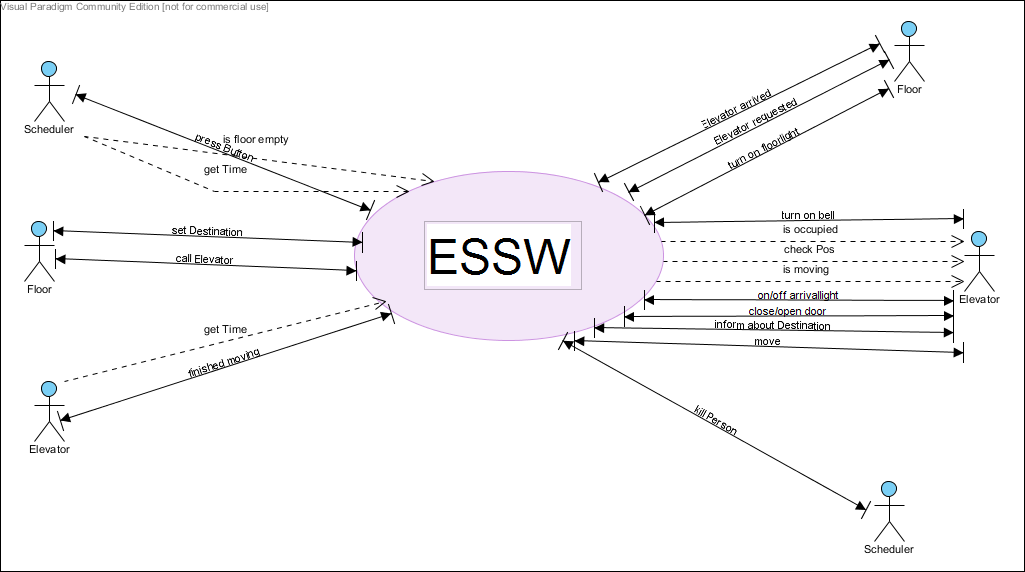 Visual Paradigm Community Edition [not for commercial use]
Scheduler
press Button
is floor empty
get Time
Floor
set Destination
call Elevator
Elevator
get Time
finished moving
ESSW
Floor
Elevator arrived
Elevator requested
turn on floorlight
Elevator
turn on bell
is occupied
check Pos
is moving
on/off arrivallight
close/open door
inform about Destination
move
kill Person
Scheduler